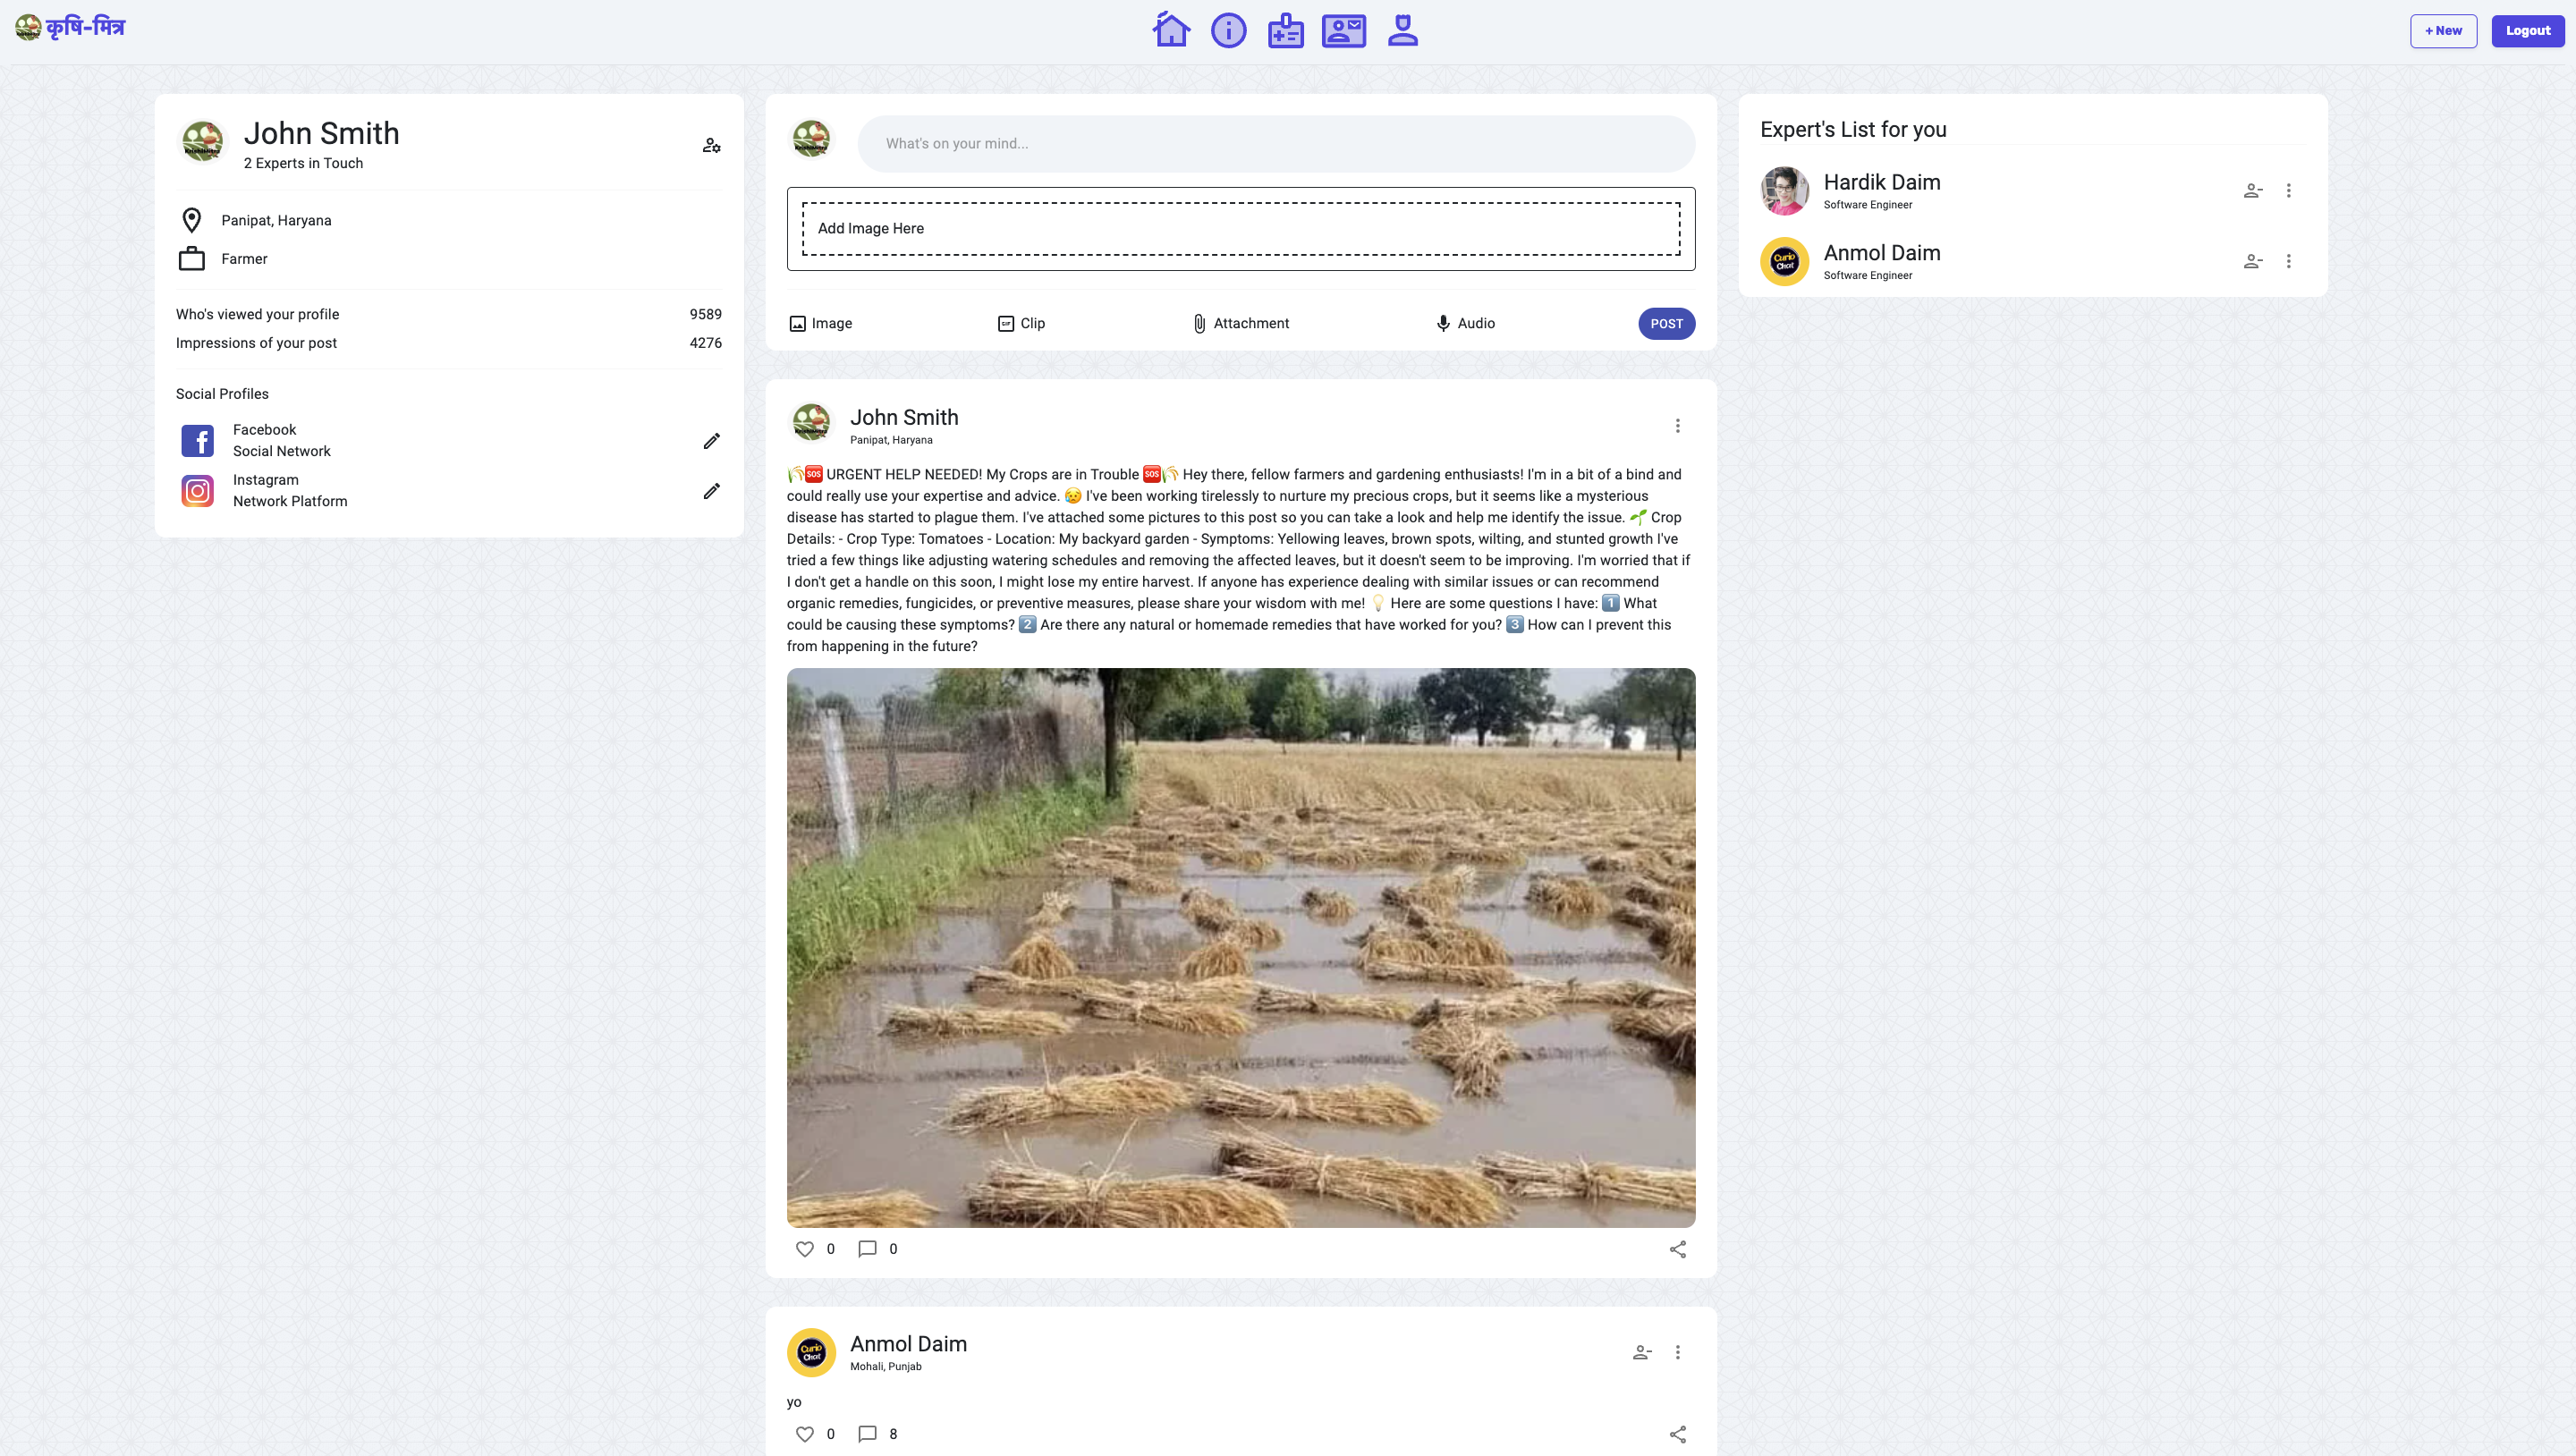 कृषि-मित्र
+ New
Logout
John Smith
2 Experts in Touch
Panipat, Haryana
Farmer
Who's viewed your profile 9589
Impressions of your post 4276
Social Profiles
Facebook
Social Network
Instagram
Network Platform
What's on your mind...
Add Image Here
Image
Clip
Attachment
Audio
POST
John Smith
Panipat, Haryana
🌾🆘 URGENT HELP NEEDED! My Crops are in Trouble 🆘🌾 Hey there, fellow farmers and gardening enthusiasts! I'm in a bit of a bind and
could really use your expertise and advice. 😥 I've been working tirelessly to nurture my precious crops, but it seems like a mysterious
disease has started to plague them. I've attached some pictures to this post so you can take a look and help me identify the issue. 🌱 Crop
Details: - Crop Type: Tomatoes - Location: My backyard garden - Symptoms: Yellowing leaves, brown spots, wilting, and stunted growth I've
tried a few things like adjusting watering schedules and removing the affected leaves, but it doesn't seem to be improving. I'm worried that if
I don't get a handle on this soon, I might lose my entire harvest. If anyone has experience dealing with similar issues or can recommend
organic remedies, fungicides, or preventive measures, please share your wisdom with me! 💡 Here are some questions I have: 1️⃣ What
could be causing these symptoms? 2️⃣ Are there any natural or homemade remedies that have worked for you? 3️⃣ How can I prevent this
from happening in the future?
0 0
Anmol Daim
Mohali, Punjab
yo
0 8
Expert's List for you
Hardik Daim
Software Engineer
Curio
Chat
Anmol Daim
Software Engineer